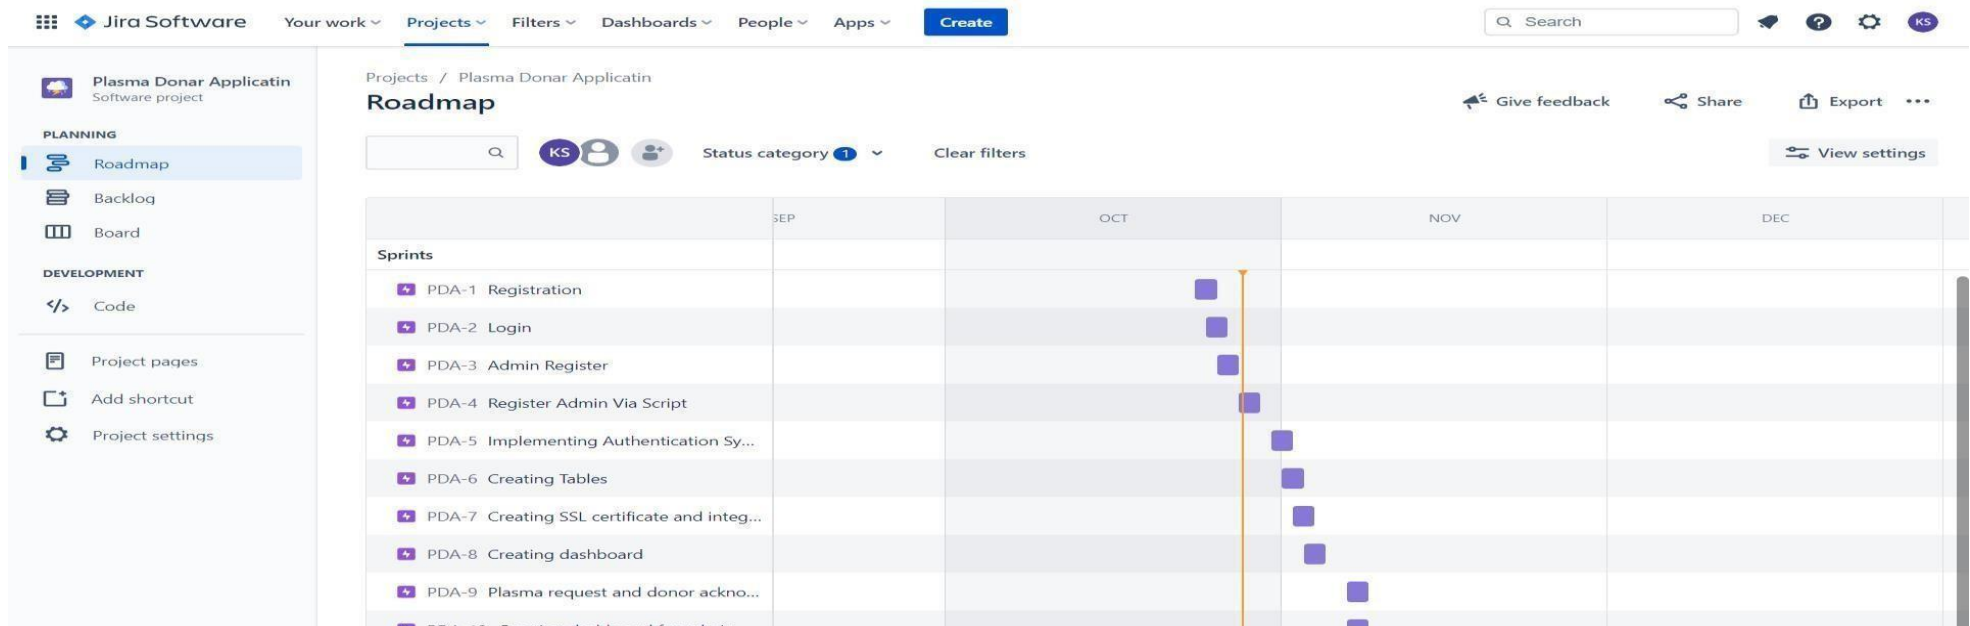 Jira Software Your work Projects Filters Dashboards People Apps Create Search KS
Plasma Donar Applicatin
Software project
PLANNING
Roadmap
Backlog
Board
DEVELOPMENT
Code
Project pages
Add shortcut
Project settings
Projects / Plasma Donar Applicatin
Roadmap
Give feedback Share Export
KS Status category 1 Clear filters View settings
SEP OCT NOV DEC
Sprints
PDA-1 Registration
PDA-2 Login
PDA-3 Admin Register
PDA-4 Register Admin Via Script
PDA-5 Implementing Authentication Sy...
PDA-6 Creating Tables
PDA-7 Creating SSL certificate and integ...
PDA-8 Creating dashboard
PDA-9 Plasma request and donor ackno...